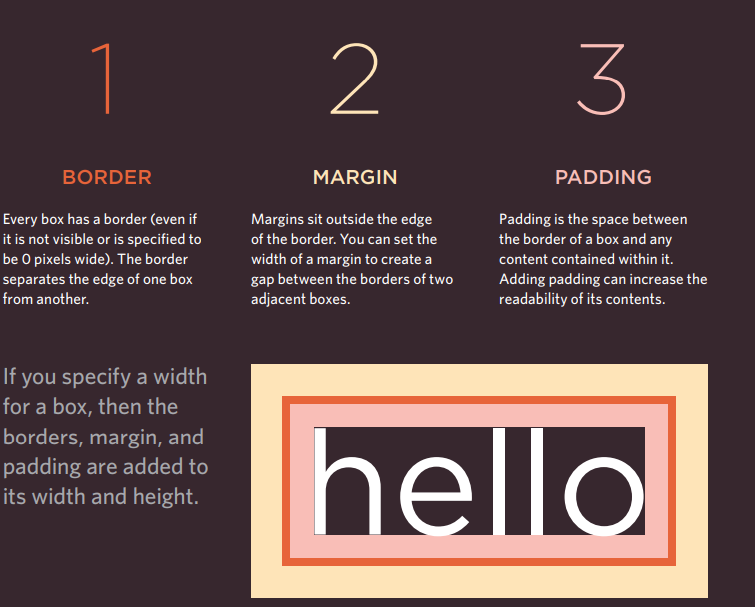 1
BORDER
Every box has a border (even if
it is not visible or is specified to
be 0 pixels wide). The border
separates the edge of one box
from another.
2
MARGIN
Margins sit outside the edge
of the border. You can set the
width of a margin to create a
gap between the borders of two
adjacent boxes.
3
PADDING
Padding is the space between
the border of a box and any
content contained within it.
Adding padding can increase the
readability of its contents.
If you specify a width
for a box, then the
borders, margin, and
padding are added to
its width and height.
hello